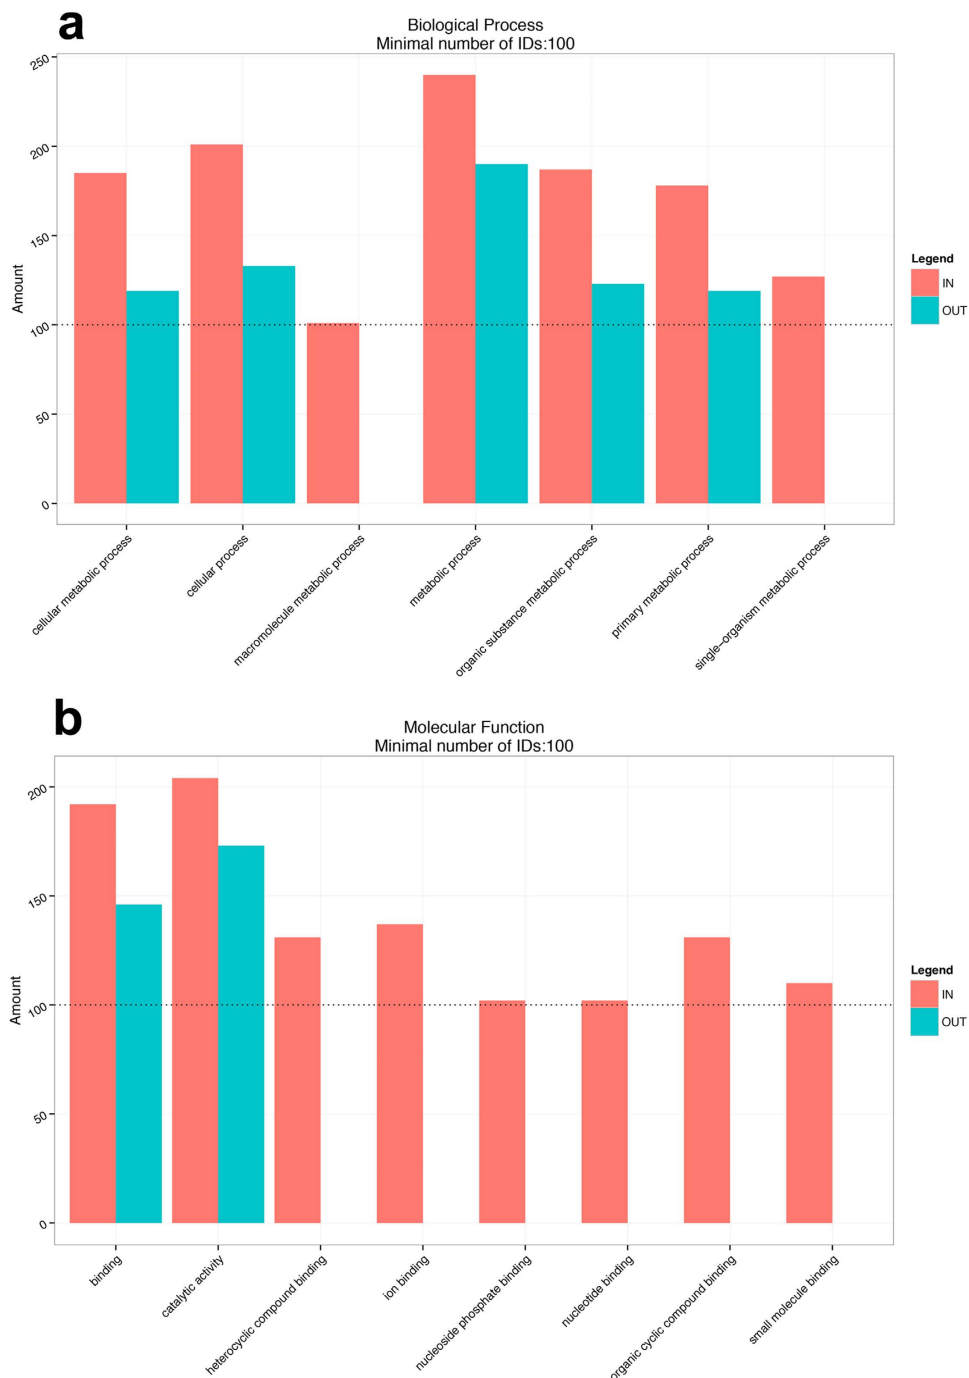 a
Biological Process
Minimal number of IDs:100
250
200
150
100
50
0
Amount
cellular metabolic process
cellular process
macromolecule metabolic process
metabolic process
organic substance metabolic process
primary metabolic process
single-organism metabolic process
Legend
IN
OUT
b
Molecular Function
Minimal number of IDs:100
200
150
100
50
0
Amount
binding
catalytic activity
heterocyclic compound binding
ion binding
nucleoside phosphate binding
nucleotide binding
organic cyclic compound binding
small molecule binding
Legend
IN
OUT